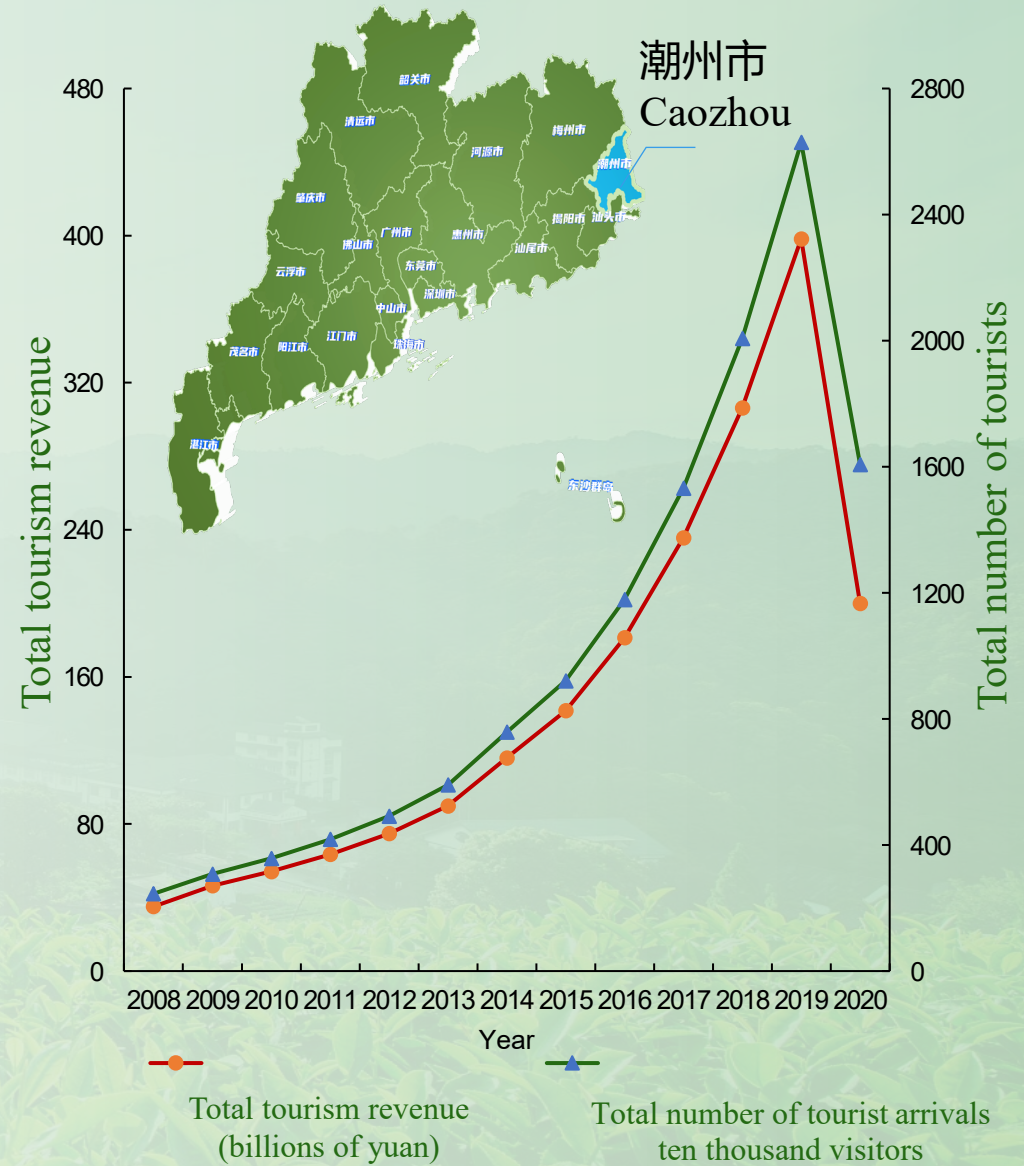 潮州市
Caozhou
韶关市
清远市
梅州市
河源市
潮州市
肇庆市
揭阳市
汕头市
广州市
惠州市
佛山市
汕尾市
云浮市
东莞市
深圳市
中山市
江门市
珠海市
茂名市
阳江市
湛江市
东沙群岛
Total tourism revenue
480
400
320
240
160
80
0
2800
2400
2000
1600
1200
800
400
0
Total number of tourists
2008 2009 2010 2011 2012 2013 2014 2015 2016 2017 2018 2019 2020
Year
Total tourism revenue
(billions of yuan)
Total number of tourist arrivals
ten thousand visitors